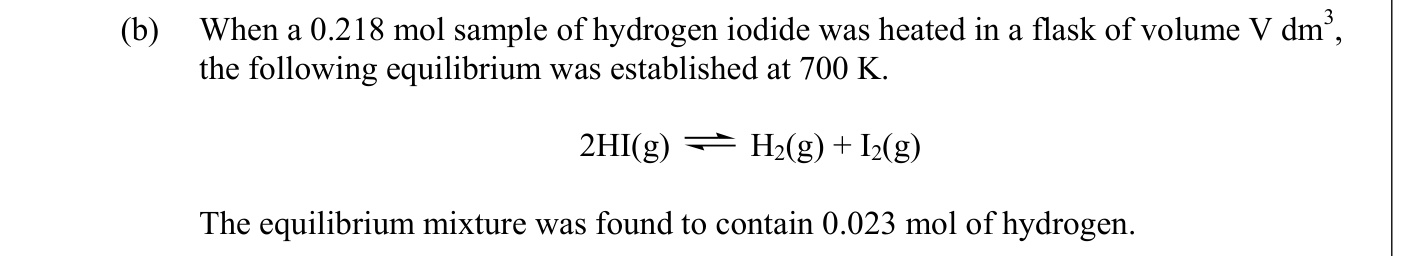 (b) When a 0.218 mol sample of hydrogen iodide was heated in a flask of volume V dm³,
the following equilibrium was established at 700 K.
2HI(g) ⇌ H₂(g) + I₂(g)
The equilibrium mixture was found to contain 0.023 mol of hydrogen.